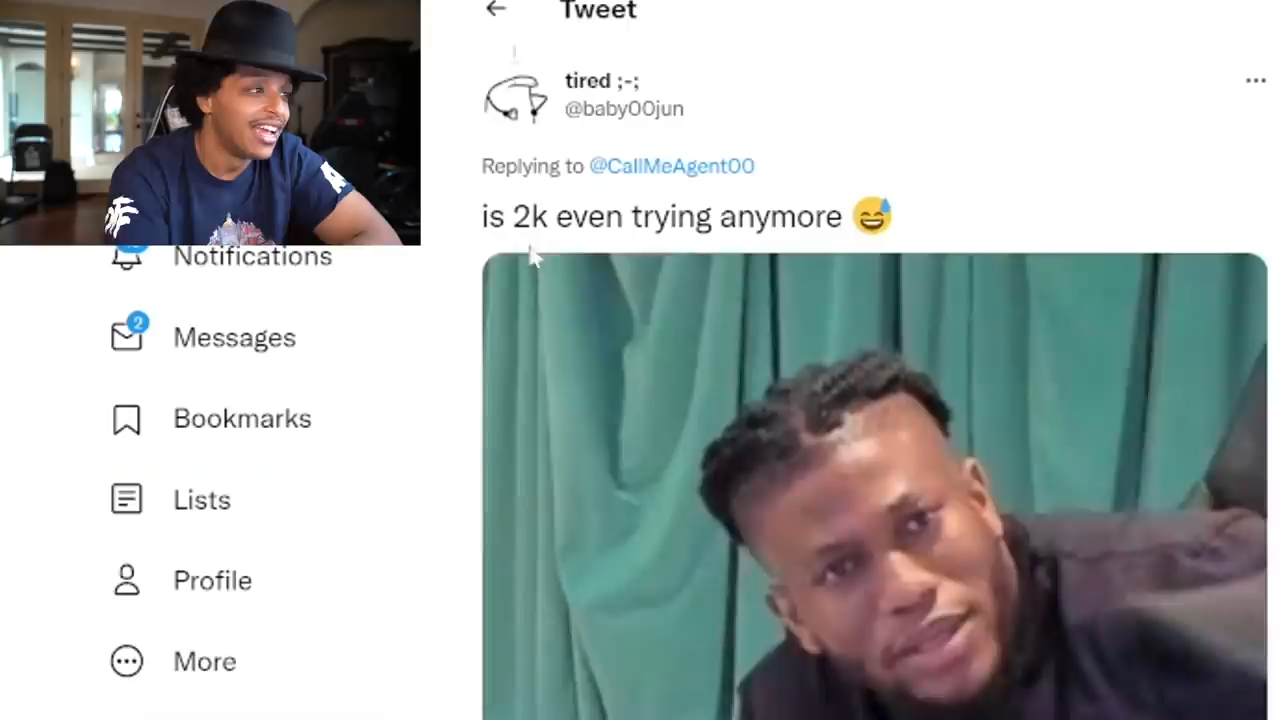 Tweet
tired ;-;
@baby00jun
Replying to @CallMeAgent00
is 2k even trying anymore 😅
Notifications
2
Messages
Bookmarks
Lists
Profile
More